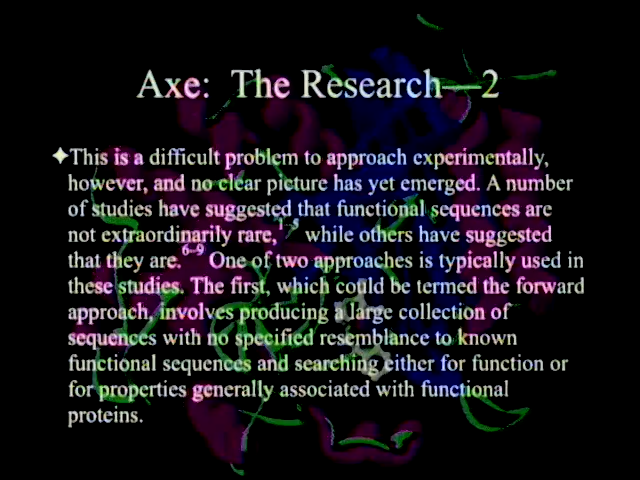 Axe: The Research—2
✦This is a difficult problem to approach experimentally,
however, and no clear picture has yet emerged. A number
of studies have suggested that functional sequences are
not extraordinarily rare,1–5 while others have suggested
that they are.6–9 One of two approaches is typically used in
these studies. The first, which could be termed the forward
approach, involves producing a large collection of
sequences with no specified resemblance to known
functional sequences and searching either for function or
for properties generally associated with functional
proteins.